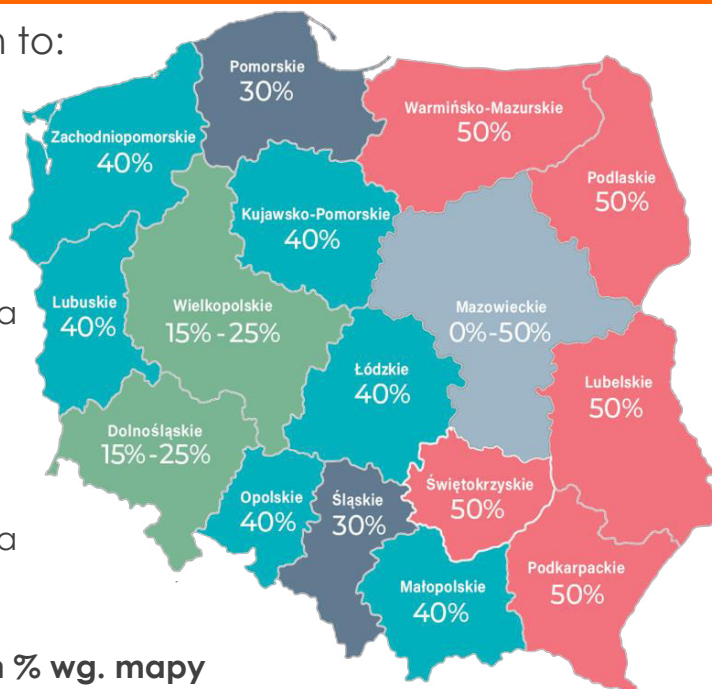 to:
Pomorskie
30%
Warmińsko-Mazurskie
50%
Zachodniopomorskie
40%
Podlaskie
50%
Kujawsko-Pomorskie
40%
Lubuskie
40%
Wielkopolskie
15% - 25%
Mazowieckie
0%-50%
Łódzkie
40%
Lubelskie
50%
Dolnośląskie
15% -25%
Opolskie
40%
Śląskie
30%
Świętokrzyskie
50%
Małopolskie
40%
Podkarpackie
50%
% wg. mapy